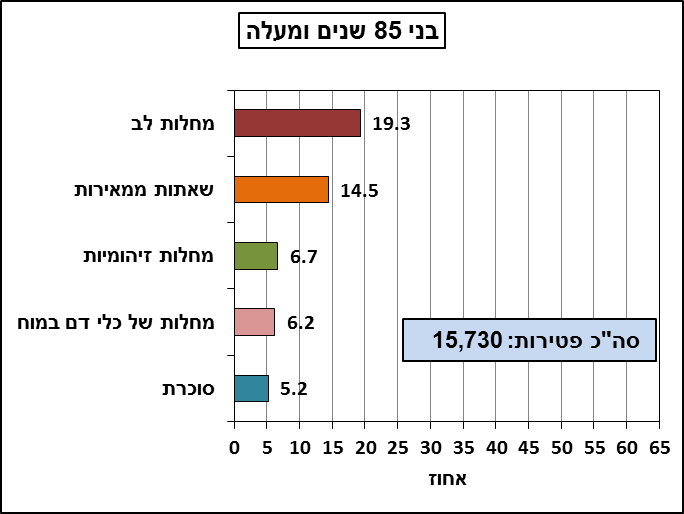 בני 85 שנים ומעלה
מחלות לב 19.3
שאתות ממאירות 14.5
מחלות זיהומיות 6.7
מחלות של כלי דם במוח 6.2
סוכרת 5.2
סה"כ פטירות: 15,730
0 5 10 15 20 25 30 35 40 45 50 55 60 65
אחוז